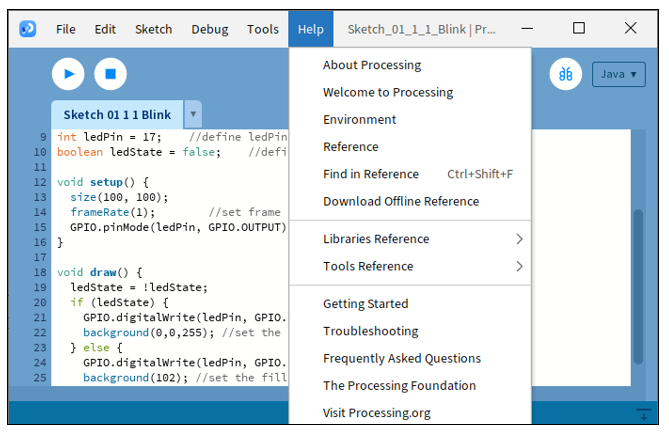 File Edit Sketch Debug Tools Help Sketch_01_1_1_Blink | Pr...
Java ▾
Sketch 01 1 1 Blink ▾
9 int ledPin = 17; //define ledPin
10 boolean ledState = false; //defi
11
12 void setup() {
13 size(100, 100);
14 frameRate(1); //set frame
15 GPIO.pinMode(ledPin, GPIO.OUTPUT)
16 }
17
18 void draw() {
19 ledState = !ledState;
20 if (ledState) {
21 GPIO.digitalWrite(ledPin, GPIO.
22 background(0,0,255); //set the
23 } else {
24 GPIO.digitalWrite(ledPin, GPIO.
25 background(102); //set the fill
About Processing
Welcome to Processing
Environment
Reference
Find in Reference Ctrl+Shift+F
Download Offline Reference
Libraries Reference >
Tools Reference >
Getting Started
Troubleshooting
Frequently Asked Questions
The Processing Foundation
Visit Processing.org